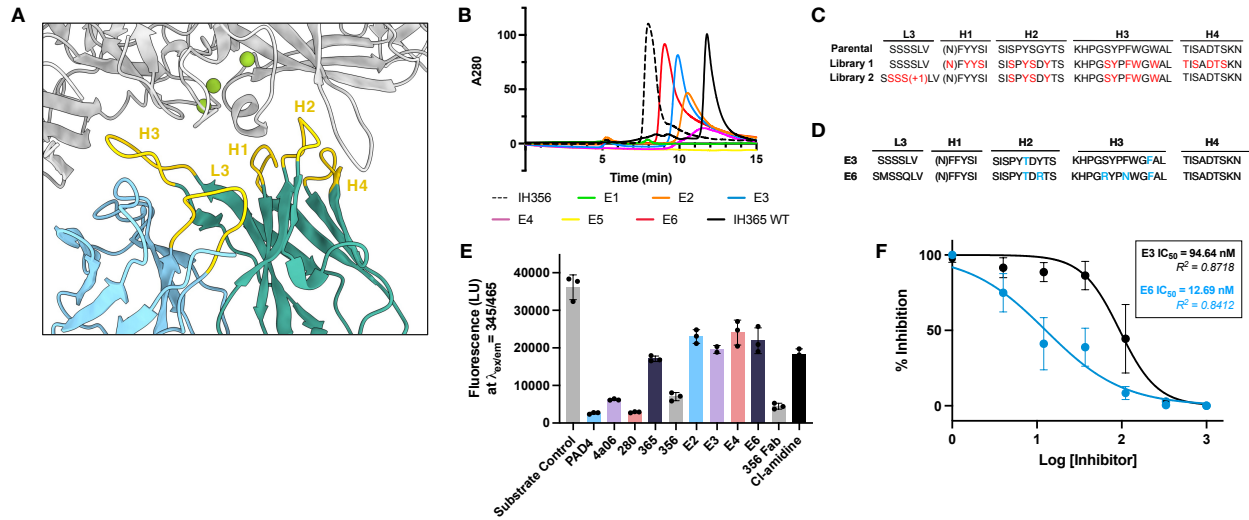 A
H3
L3
H1
H2
H4
B
A280
100
50
0
5
10
15
Time (min)
IH356
E1
E2
E3
E4
E5
E6
IH365 WT
C
L3 H1 H2 H3 H4
Parental SSSSLV (N)FYYSI SISPYSGYTS KHPGSYPFWGWAL TISADTSKN
Library 1 SSSSLV (N)FYYSI SISPYSDYTS KHPGSYPFWGWAL TISADTSKN
Library 2 SSSS(+1)LV (N)FYYSI SISPYSDYTS KHPGSYPFWGWAL TISADTSKN
D
L3 H1 H2 H3 H4
E3 SSSSLV (N)FFYSI SISPYTDYTS KHPGSYPFWGFAL TISADTSKN
E6 SMSSQLV (N)FFYSI SISPYTDRTS KHPGRYPNWGFAL TISADTSKN
E
Fluorescence (LU)
at λex/em= 345/465
40000
30000
20000
10000
0
Substrate Control
PAD4
4a06
280
365
356
E2
E3
E4
E6
356 Fab
Cl-amidine
F
% Inhibition
100
50
0
0
1
2
3
Log [Inhibitor]
E3 IC50 = 94.64 nM
R2 = 0.8718
E6 IC50 = 12.69 nM
R2 = 0.8412